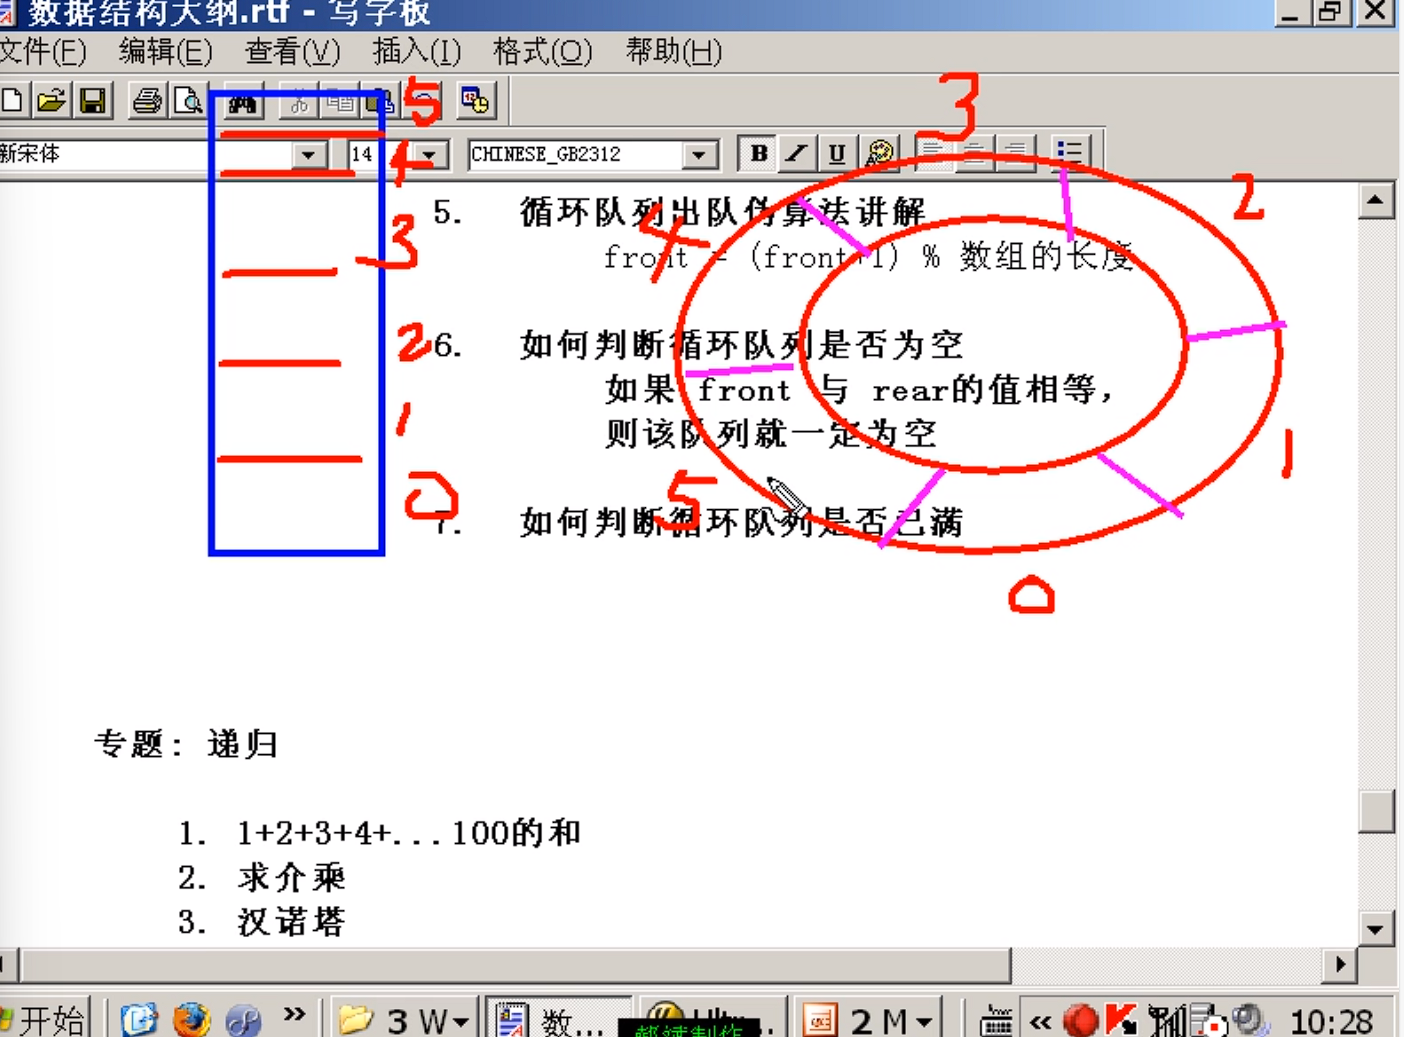 数据结构大纲.rtf - 写字板
文件(F) 编辑(E) 查看(V) 插入(I) 格式(O) 帮助(H)
5
3
新宋体 14 CHINESE_GB2312 B I U
4
2
5. 循环队列出队伪算法讲解
4
3
front = (front+1) % 数组的长度
2
6. 如何判断循环队列是否为空
如果 front 与 rear的值相等，
1
则该队列就一定为空
1
0
5
7. 如何判断循环队列是否已满
0
专题: 递归
1. 1+2+3+4+...100的和
2. 求介乘
3. 汉诺塔
开始 » 3 W 数... 2 M « 10:28